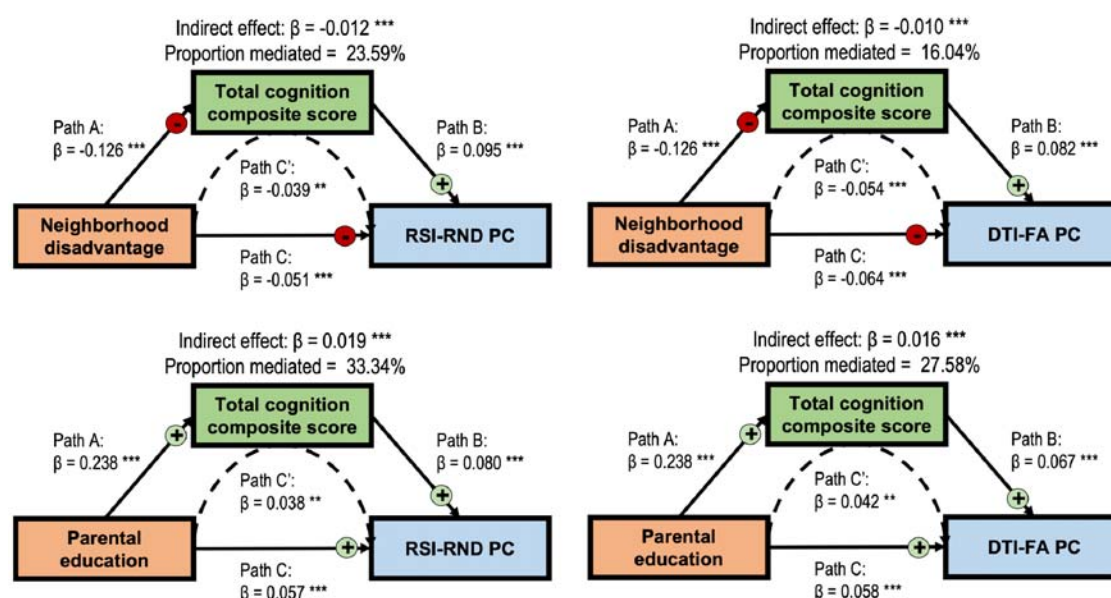 Indirect effect: β = -0.012 ***
Proportion mediated = 23.59%
Total cognition
composite score
Path A:
β = -0.126 ***
Path B:
β = 0.095 ***
Path C':
β = -0.039 **
Neighborhood
disadvantage
RSI-RND PC
Path C:
β = -0.051 ***
Indirect effect: β = -0.010 ***
Proportion mediated = 16.04%
Total cognition
composite score
Path A:
β = -0.126 ***
Path B:
β = 0.082 ***
Path C':
β = -0.054 ***
Neighborhood
disadvantage
DTI-FA PC
Path C:
β = -0.064 ***
Indirect effect: β = 0.019 ***
Proportion mediated = 33.34%
Total cognition
composite score
Path A:
β = 0.238 ***
Path B:
β = 0.080 ***
Path C':
β = 0.038 **
Parental
education
RSI-RND PC
Path C:
β = 0.057 ***
Indirect effect: β = 0.016 ***
Proportion mediated = 27.58%
Total cognition
composite score
Path A:
β = 0.238 ***
Path B:
β = 0.067 ***
Path C':
β = 0.042 **
Parental
education
DTI-FA PC
Path C:
β = 0.058 ***